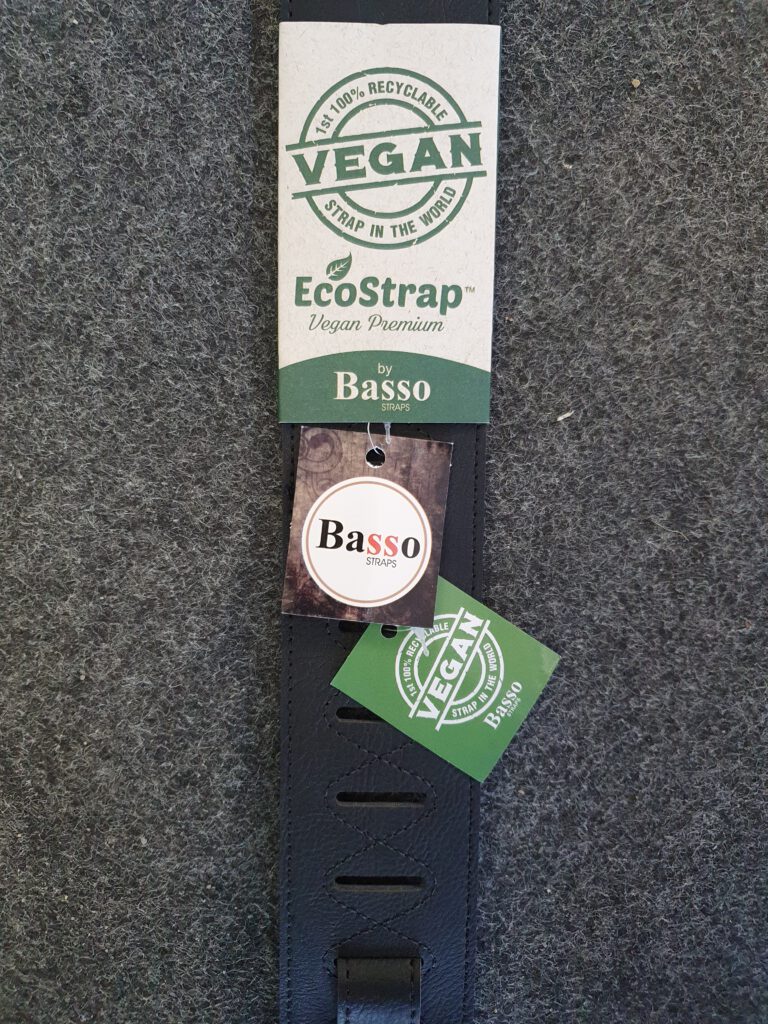 1st 100% RECYCLABLE
VEGAN
STRAP IN THE WORLD
EcoStrap™
Vegan Premium
by
Basso
STRAPS
Basso
STRAPS
1st 100% RECYCLABLE
VEGAN
STRAP IN THE WORLD
Basso
STRAPS